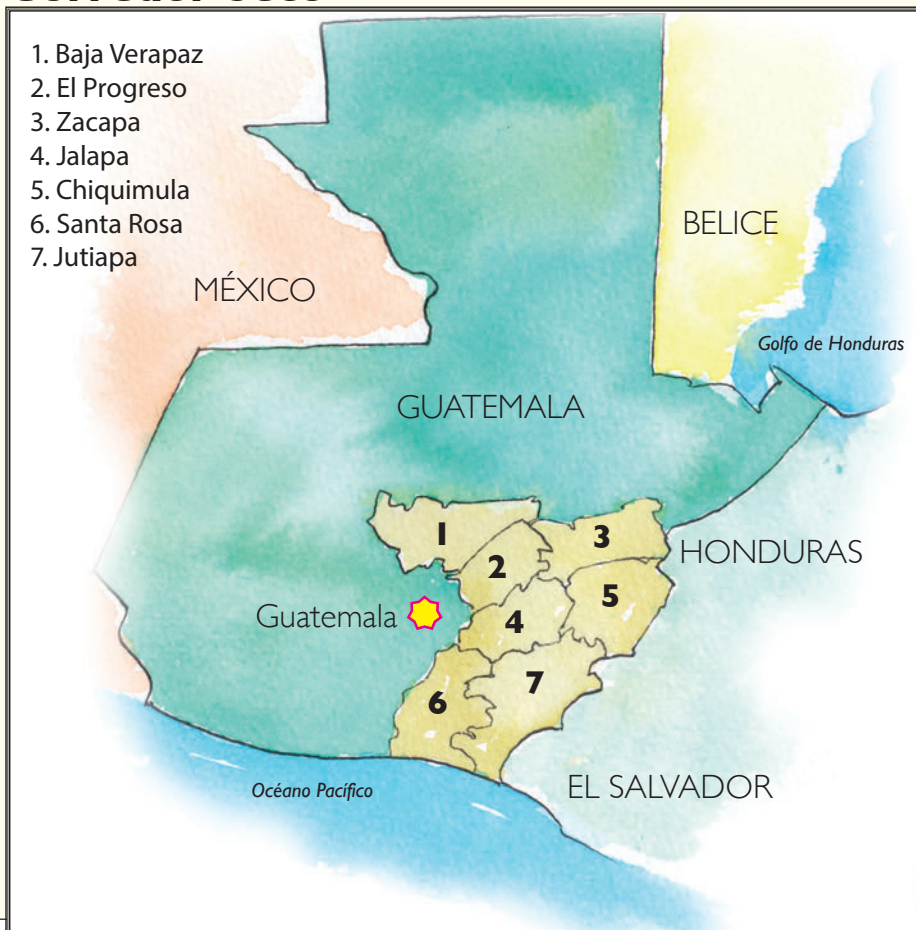 1. Baja Verapaz
2. El Progreso
3. Zacapa
4. Jalapa
5. Chiquimula
6. Santa Rosa
7. Jutiapa
BELICE
MÉXICO
Golfo de Honduras
GUATEMALA
1
3
2
HONDURAS
5
Guatemala
4
7
6
Océano Pacífico
EL SALVADOR